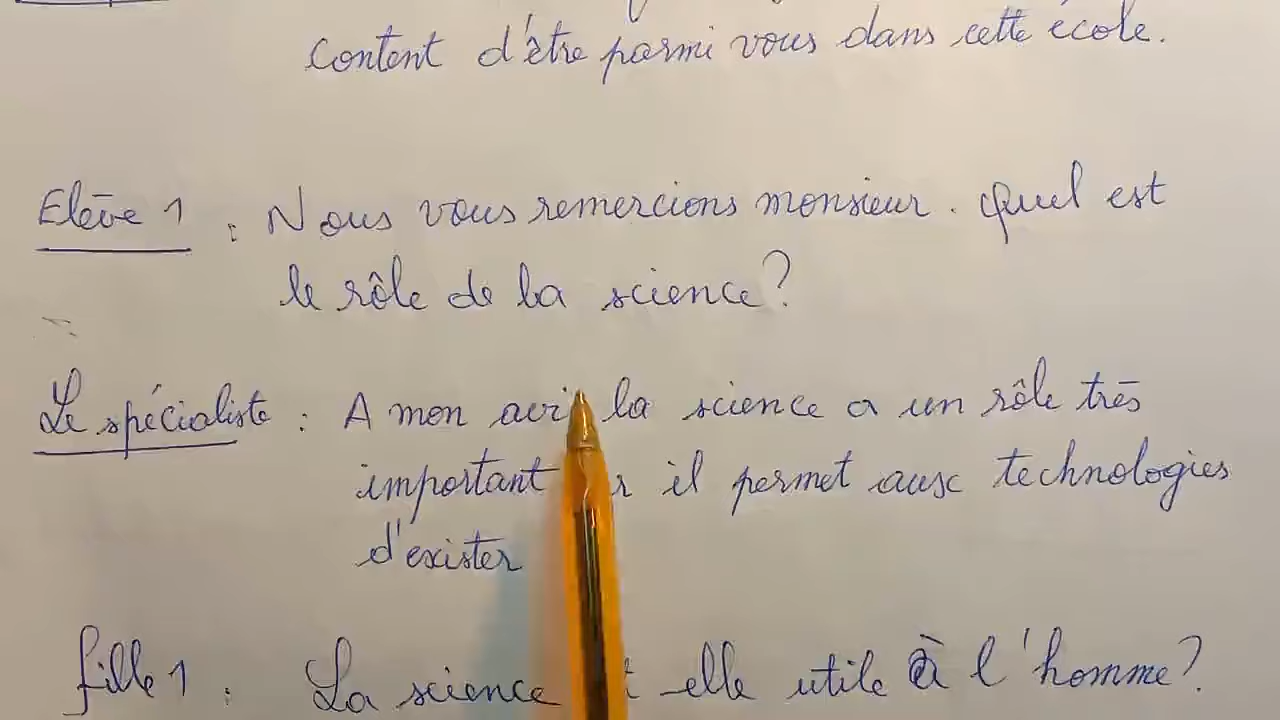 content d'être parmi vous dans cette école.
Elève 1 : Nous vous remercions monsieur. Quel est
le rôle de la science?
Le spécialiste : A mon avi la science a un rôle très
important il permet aux technologies
d'exister
fille 1 : La science elle utile à l'homme?